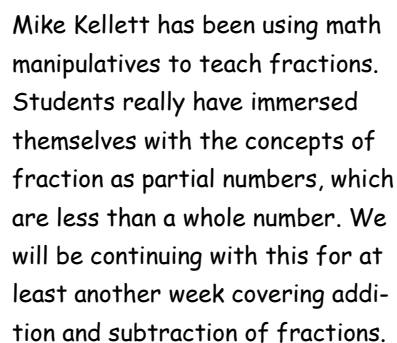 Mike Kellett has been using math
manipulatives to teach fractions.
Students really have immersed
themselves with the concepts of
fraction as partial numbers, which
are less than a whole number. We
will be continuing with this for at
least another week covering addi-
tion and subtraction of fractions.